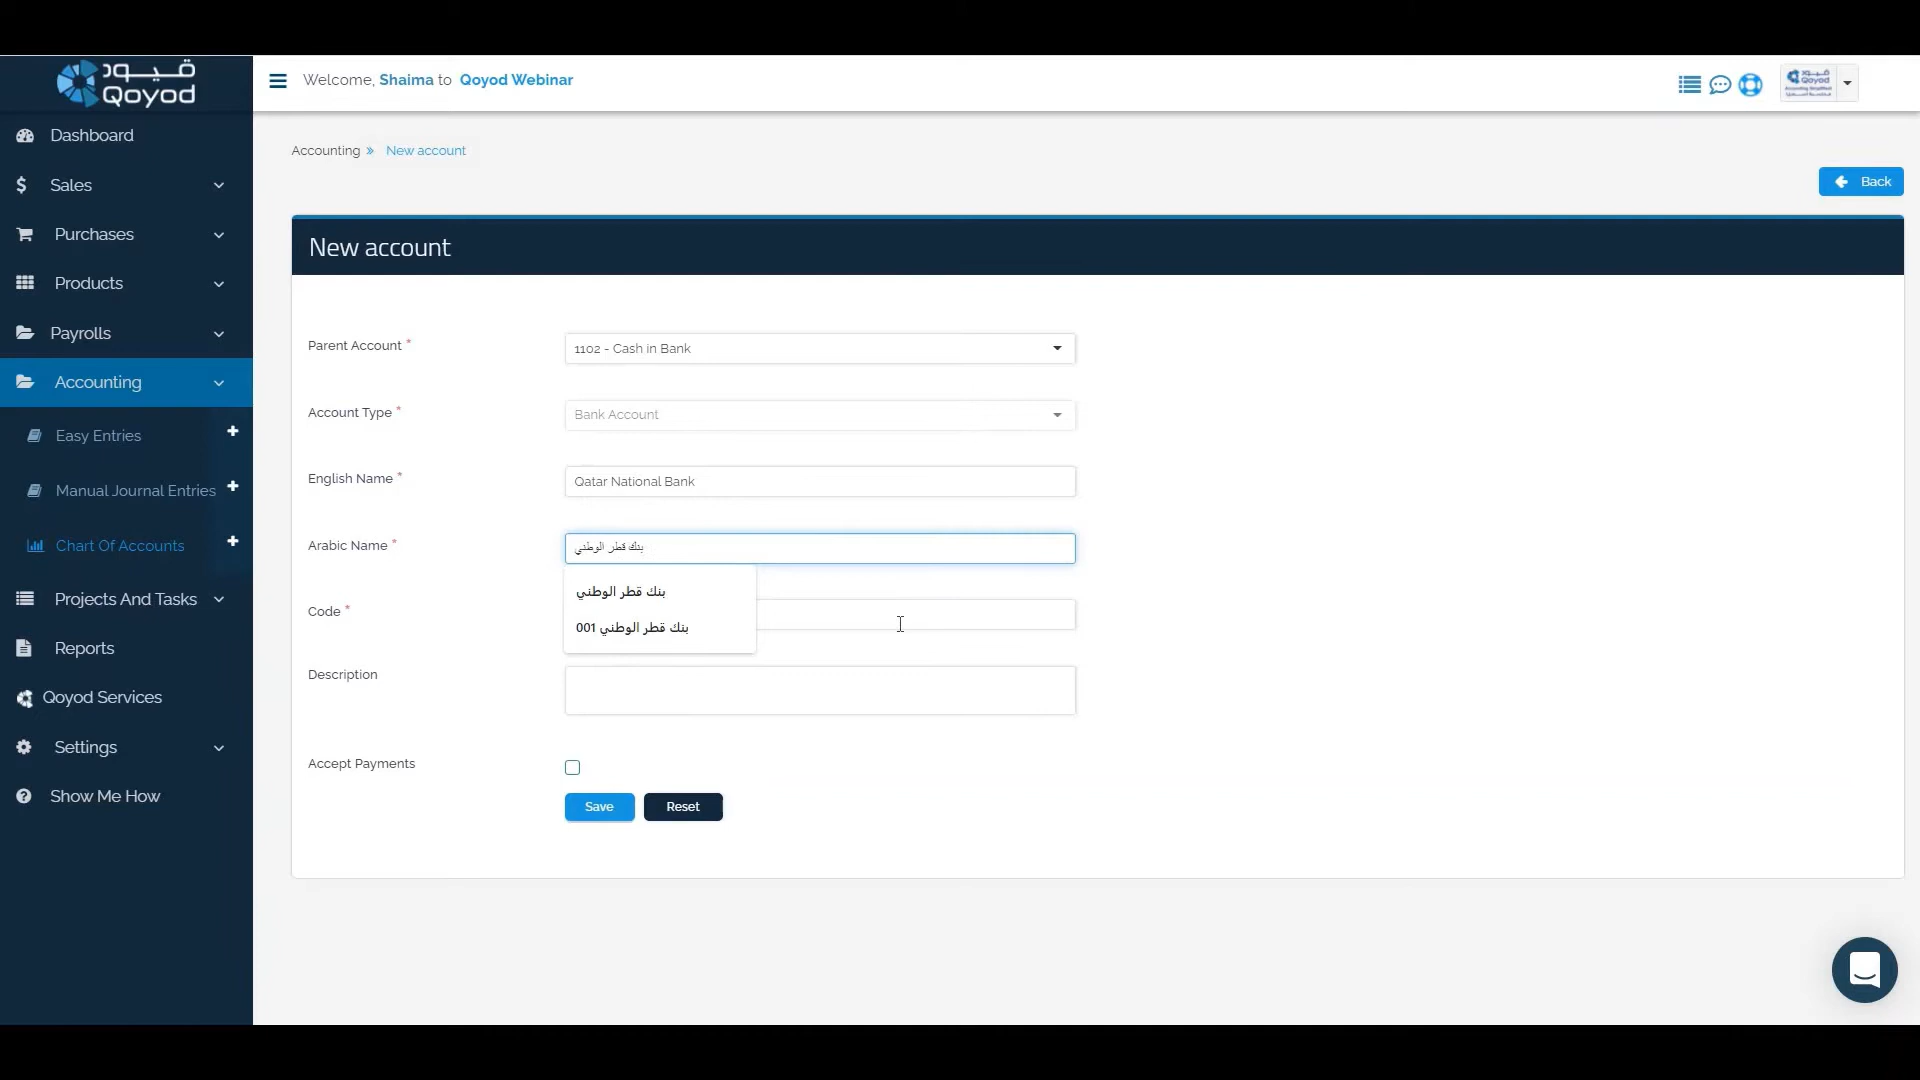 قيود
Qoyod
Welcome, Shaima to Qoyod Webinar
Dashboard
Sales
Purchases
Products
Payrolls
Accounting
Easy Entries
Manual Journal Entries
Chart Of Accounts
Projects And Tasks
Reports
Qoyod Services
Settings
Show Me How
Accounting » New account
Back
New account
Parent Account *
1102 - Cash in Bank
Account Type *
Bank Account
English Name *
Qatar National Bank
Arabic Name *
بنك قطر الوطني
بنك قطر الوطني
بنك قطر الوطني 001
Code *
Description
Accept Payments
Save
Reset